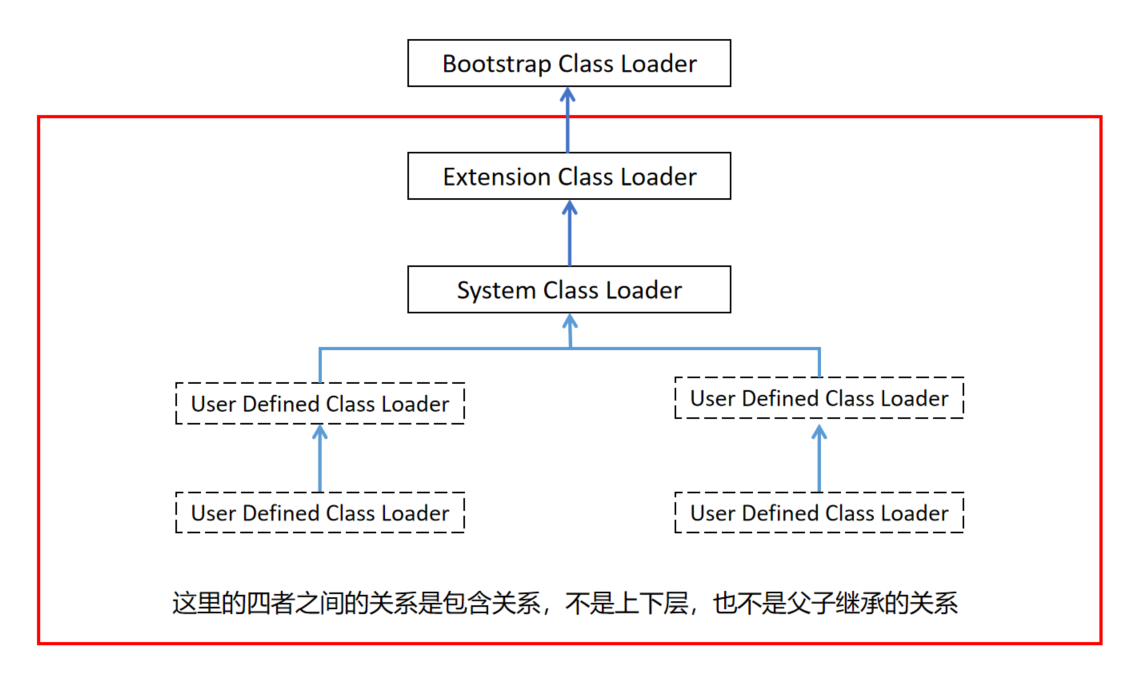 Bootstrap Class Loader
Extension Class Loader
System Class Loader
User Defined Class Loader
User Defined Class Loader
User Defined Class Loader
User Defined Class Loader
这里的四者之间的关系是包含关系，不是上下层，也不是父子继承的关系